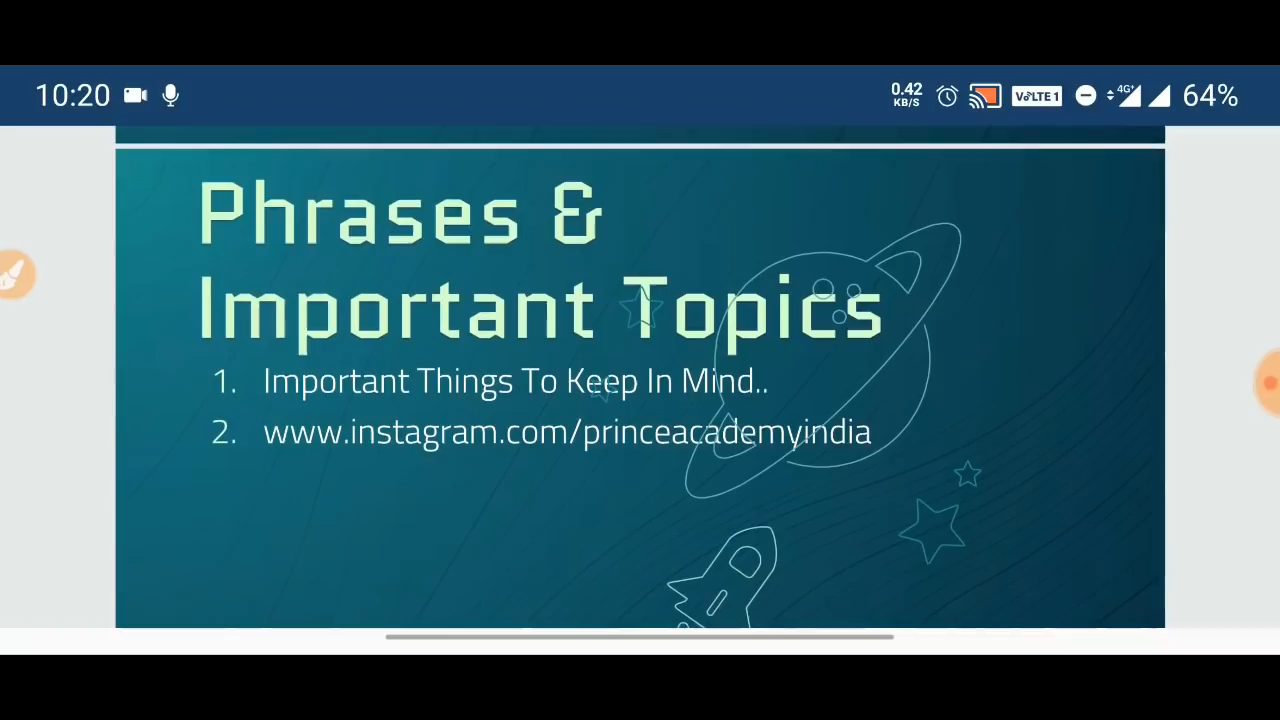 10:20 0.42 KB/S VoLTE 1 4G+ 64%
Phrases &
Important Topics
1. Important Things To Keep In Mind..
2. www.instagram.com/princeacademyindia